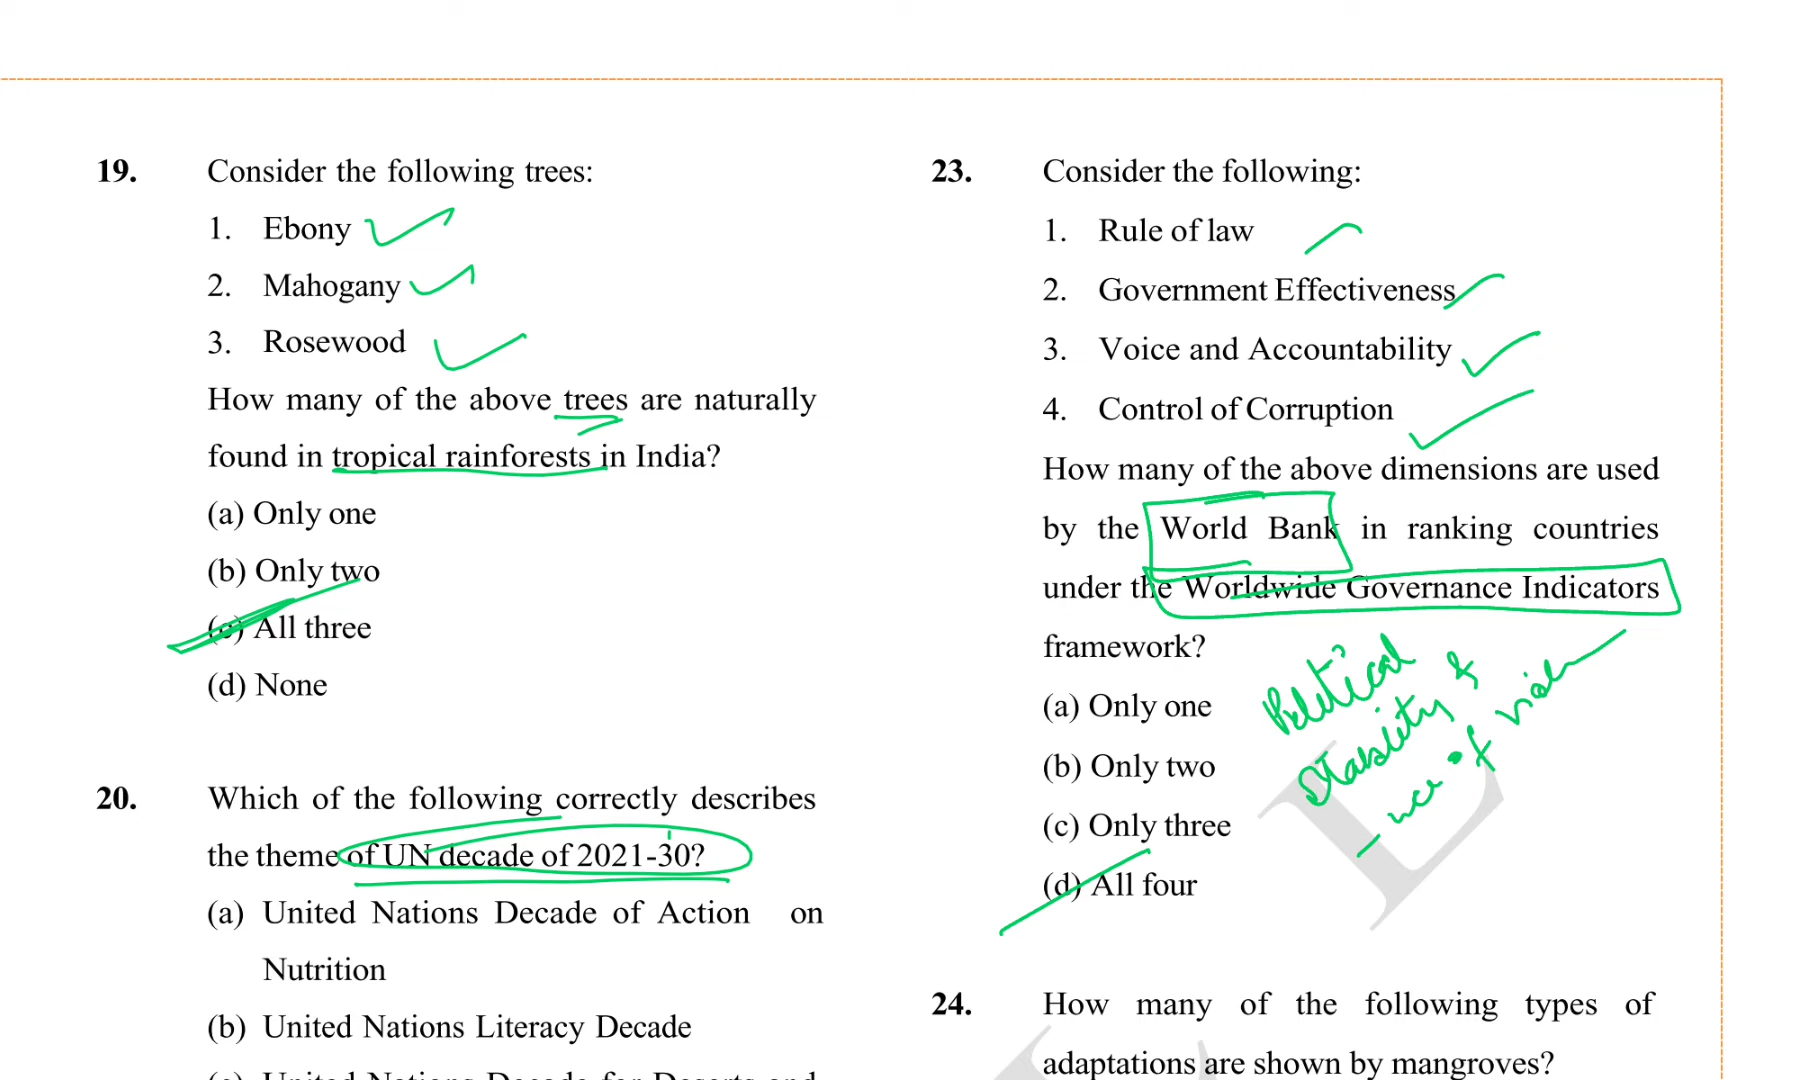 19. Consider the following trees:
1. Ebony
2. Mahogany
3. Rosewood
How many of the above trees are naturally
found in tropical rainforests in India?
(a) Only one
(b) Only two
(c) All three
(d) None
20. Which of the following correctly describes
the theme of UN decade of 2021-30?
(a) United Nations Decade of Action on
Nutrition
(b) United Nations Literacy Decade
23. Consider the following:
1. Rule of law
2. Government Effectiveness
3. Voice and Accountability
4. Control of Corruption
How many of the above dimensions are used
by the World Bank in ranking countries
under the Worldwide Governance Indicators
framework?
(a) Only one
(b) Only two
(c) Only three
(d) All four
Political
Stability &
of
24. How many of the following types of
adaptations are shown by mangroves?